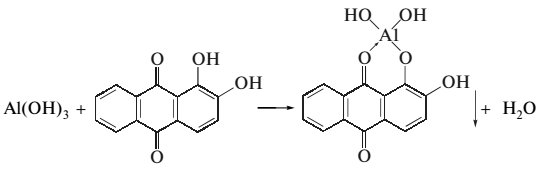 HO OH
Al
O OH O O
OH OH
Al(OH)₃ + + H₂O
O O